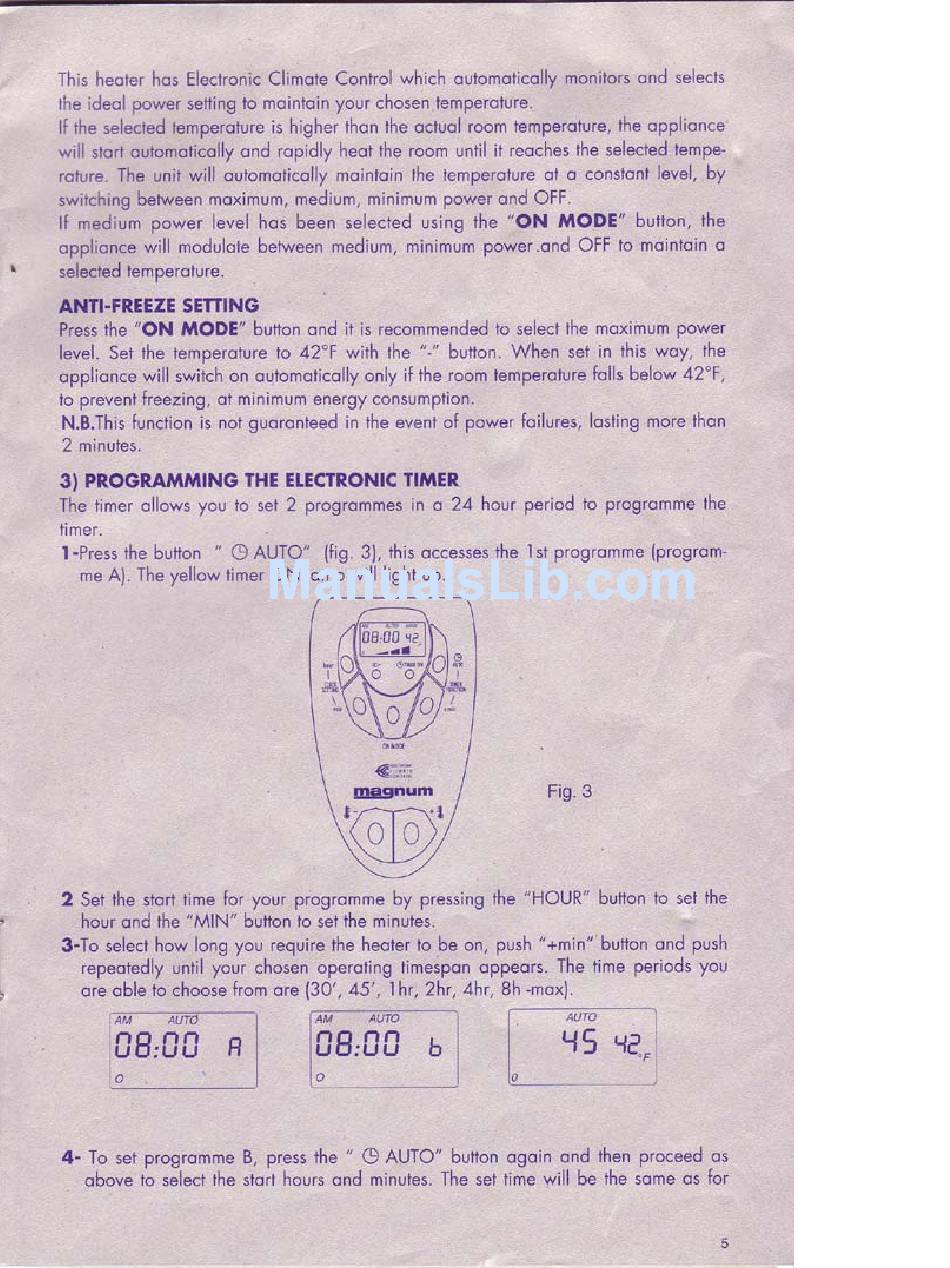 This heater has Electronic Climate Control which automatically monitors and selects
the ideal power setting to maintain your chosen temperature.
If the selected temperature is higher than the actual room temperature, the appliance
will start automatically and rapidly heat the room until it reaches the selected tempe-
rature. The unit will automatically maintain the temperature at a constant level, by
switching between maximum, medium, minimum power and OFF.
If medium power level has been selected using the "ON MODE" button, the
appliance will modulate between medium, minimum power .and OFF to maintain a
selected temperature.
ANTI-FREEZE SETTING
Press the "ON MODE" button and it is recommended to select the maximum power
level. Set the temperature to 42°F with the "-" button. When set in this way, the
appliance will switch on automatically only if the room temperature falls below 42°F,
to prevent freezing, at minimum energy consumption.
N.B.This function is not guaranteed in the event of power failures, lasting more than
2 minutes.
3) PROGRAMMING THE ELECTRONIC TIMER
The timer allows you to set 2 programmes in a 24 hour period to programme the
timer.
1-Press the button " AUTO" (fig. 3), this accesses the 1st programme (program-
me A). The yellow timer will light up.
ManualsLib.com
08:00 42
hour
AUTO
ON MODE
magnum
- +
Fig. 3
2 Set the start time for your programme by pressing the "HOUR" button to set the
hour and the "MIN" button to set the minutes.
3-To select how long you require the heater to be on, push "+min" button and push
repeatedly until your chosen operating timespan appears. The time periods you
are able to choose from are (30', 45', 1hr, 2hr, 4hr, 8h -max).
AM AUTO
08:00 A
0
AM AUTO
08:00 b
0
AUTO
45 42°F
0
4- To set programme B, press the " AUTO" button again and then proceed as
above to select the start hours and minutes. The set time will be the same as for
5